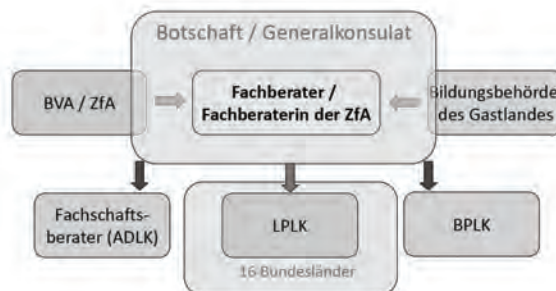 Botschaft / Generalkonsulat
BVA / ZfA
Fachberater /
Fachberaterin der ZfA
Bildungsbehörde
des Gastlandes
Fachschafts-
berater (ADLK)
LPLK
BPLK
16 Bundesländer